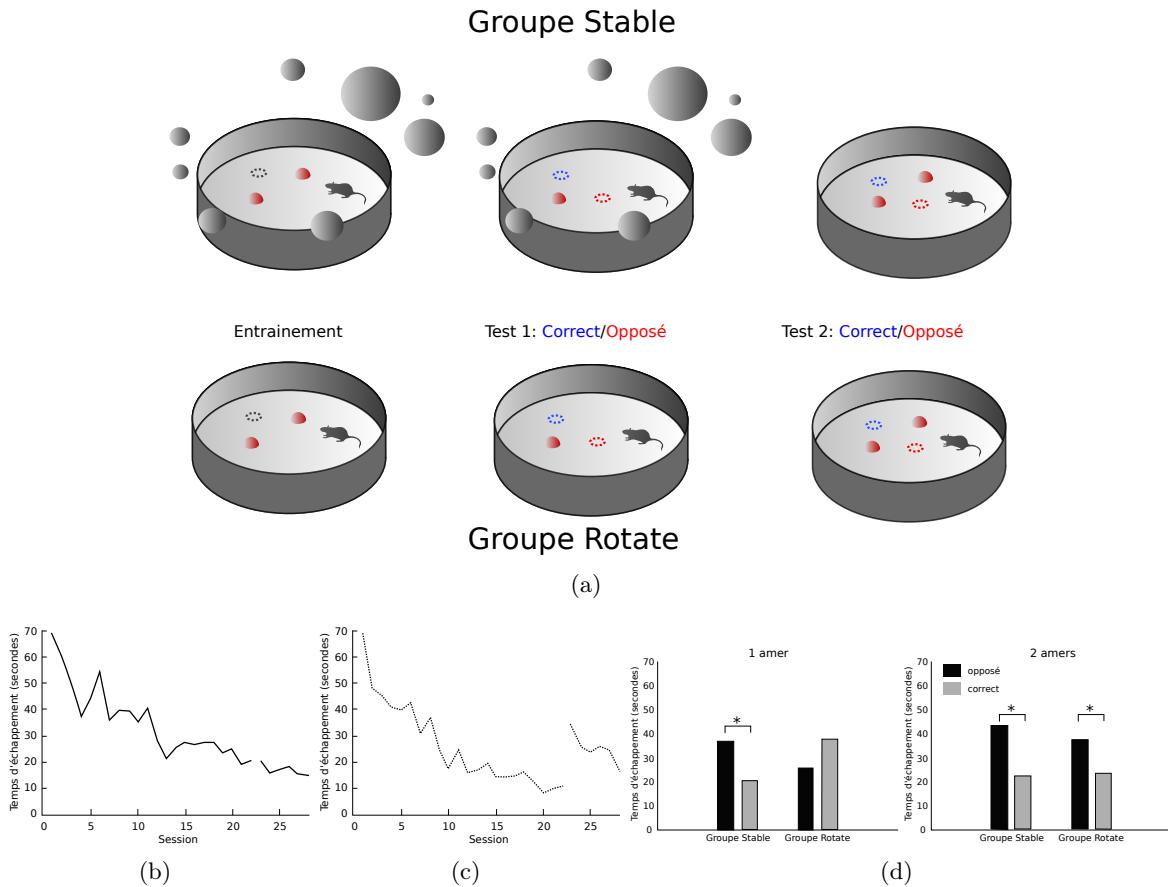 Groupe Stable
Entrainement
Test 1: Correct/Opposé
Test 2: Correct/Opposé
Groupe Rotate
(a)
Temps d'échappement (secondes)
70
60
50
40
30
20
10
0
0
5
10
15
20
25
Session
(b)
Temps d'échappement (secondes)
70
60
50
40
30
20
10
0
0
5
10
15
20
25
Session
(c)
1 amer
Temps d'échappement (secondes)
70
60
50
40
30
20
10
0
*
Groupe Stable
Groupe Rotate
2 amers
Temps d'échappement (secondes)
70
60
50
40
30
20
10
0
opposé
correct
*
*
Groupe Stable
Groupe Rotate
(d)